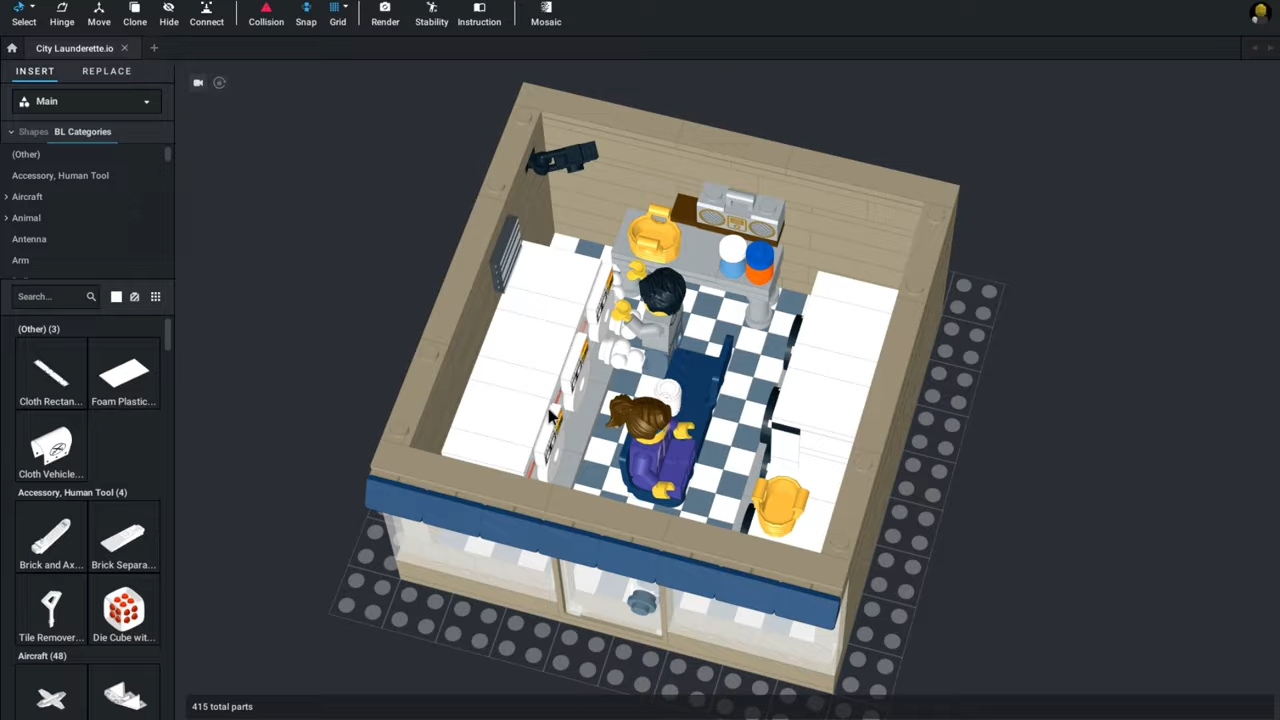 Select
Hinge
Move
Clone
Hide
Connect
Collision
Snap
Grid
Render
Stability
Instruction
Mosaic
City Launderette.io
INSERT
REPLACE
Main
Shapes
BL Categories
(Other)
Accessory, Human Tool
Aircraft
Animal
Antenna
Arm
Search...
(Other) (3)
Cloth Rectan...
Foam Plastic...
Cloth Vehicle...
Accessory, Human Tool (4)
Brick and Ax...
Brick Separa...
Tile Remover...
Die Cube wit...
Aircraft (48)
415 total parts